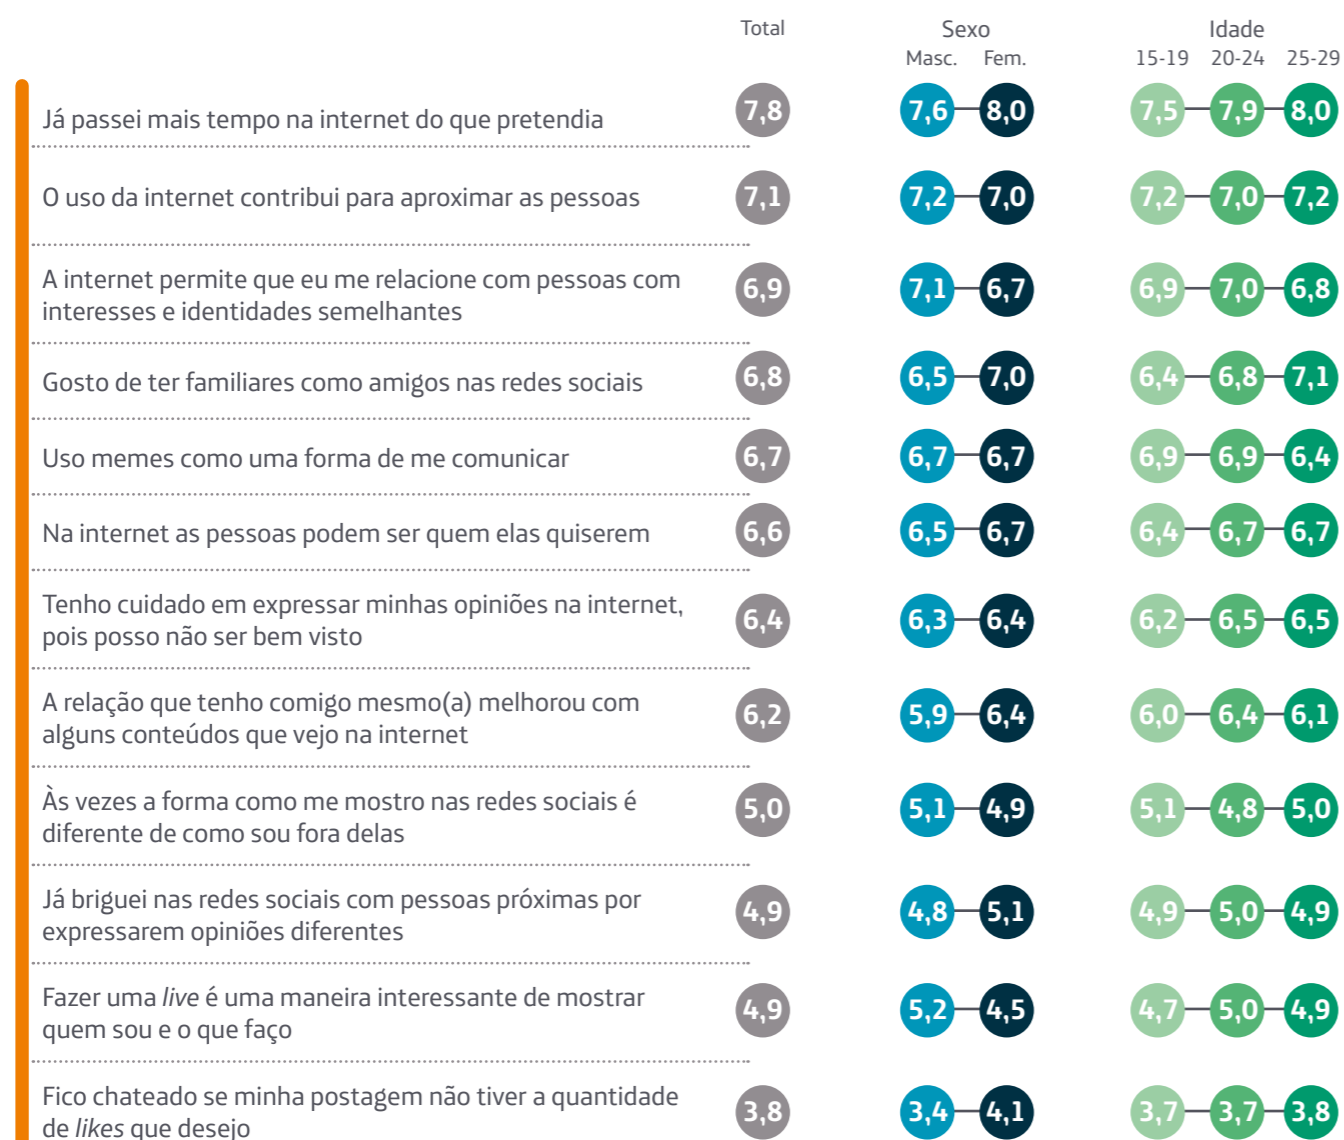 Total Sexo Idade
Masc. Fem. 15-19 20-24 25-29
Já passei mais tempo na internet do que pretendia 7,8 7,6 8,0 7,5 7,9 8,0
O uso da internet contribui para aproximar as pessoas 7,1 7,2 7,0 7,2 7,0 7,2
A internet permite que eu me relacione com pessoas com
interesses e identidades semelhantes 6,9 7,1 6,7 6,9 7,0 6,8
Gosto de ter familiares como amigos nas redes sociais 6,8 6,5 7,0 6,4 6,8 7,1
Uso memes como uma forma de me comunicar 6,7 6,7 6,7 6,9 6,9 6,4
Na internet as pessoas podem ser quem elas quiserem 6,6 6,5 6,7 6,4 6,7 6,7
Tenho cuidado em expressar minhas opiniões na internet,
pois posso não ser bem visto 6,4 6,3 6,4 6,2 6,5 6,5
A relação que tenho comigo mesmo(a) melhorou com
alguns conteúdos que vejo na internet 6,2 5,9 6,4 6,0 6,4 6,1
Às vezes a forma como me mostro nas redes sociais é
diferente de como sou fora delas 5,0 5,1 4,9 5,1 4,8 5,0
Já briguei nas redes sociais com pessoas próximas por
expressarem opiniões diferentes 4,9 4,8 5,1 4,9 5,0 4,9
Fazer uma live é uma maneira interessante de mostrar
quem sou e o que faço 4,9 5,2 4,5 4,7 5,0 4,9
Fico chateado se minha postagem não tiver a quantidade
de likes que desejo 3,8 3,4 4,1 3,7 3,7 3,8